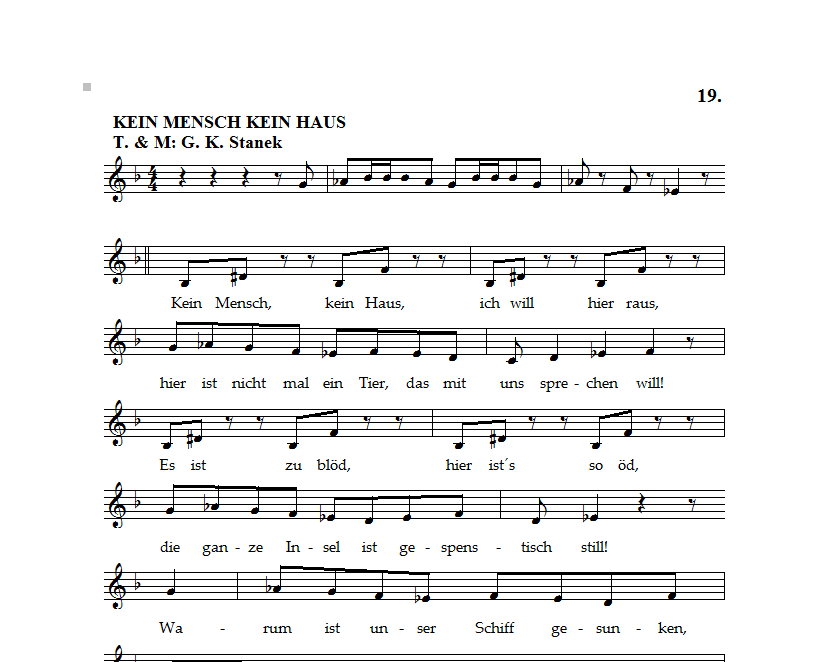 19.
KEIN MENSCH KEIN HAUS
T. & M: G. K. Stanek
4
4
Kein Mensch, kein Haus, ich will hier raus,
hier ist nicht mal ein Tier, das mit uns spre - chen will!
Es ist zu blöd, hier ist´s so öd,
die gan - ze In - sel ist ge - spens - tisch still!
Wa - rum ist un - ser Schiff ge - sun - ken,